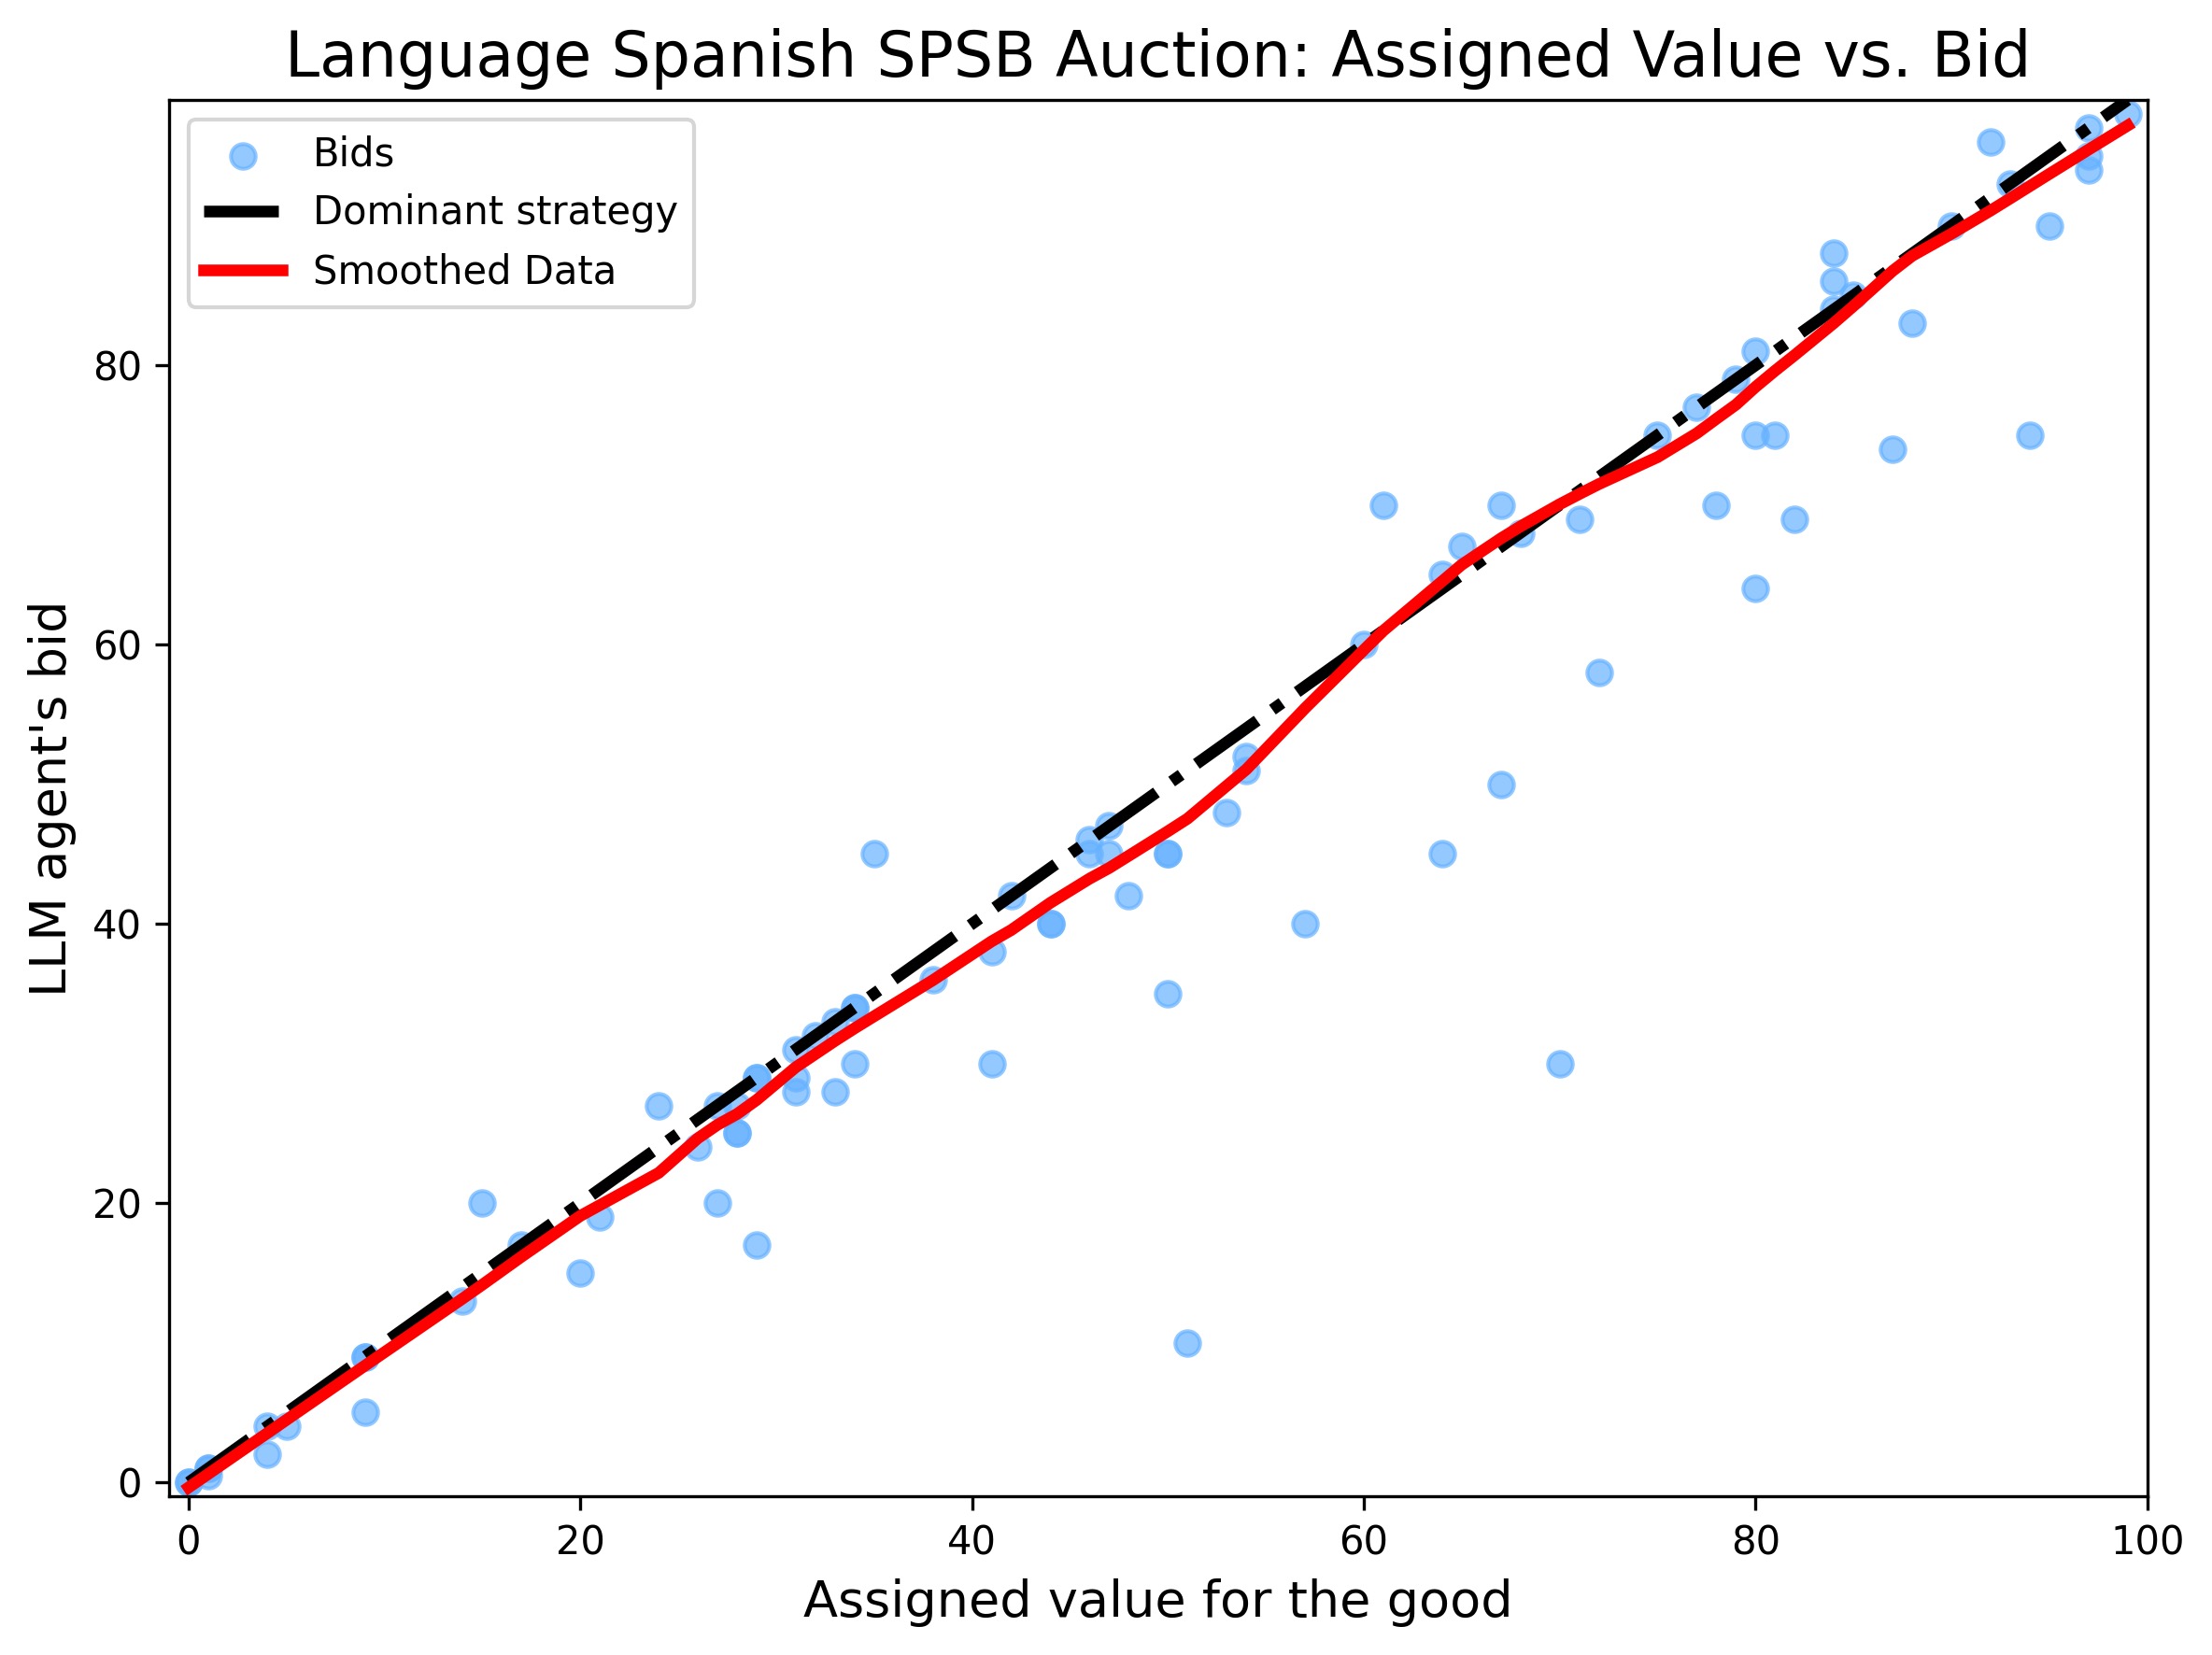 Language Spanish SPSB Auction: Assigned Value vs. Bid
Bids
Dominant strategy
Smoothed Data
LLM agent's bid
80
60
40
20
0
0 20 40 60 80 100
Assigned value for the good